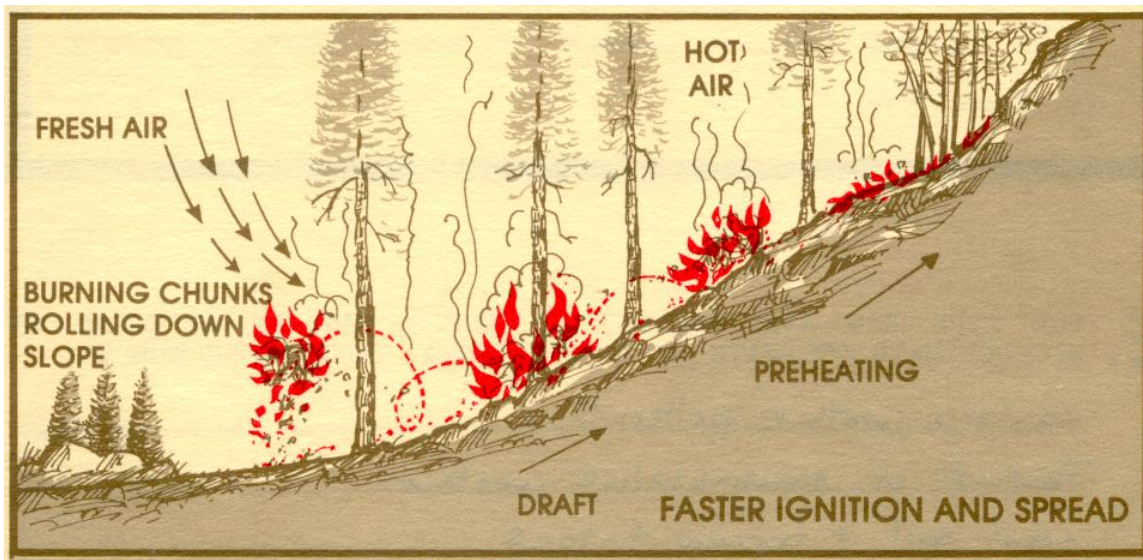 FRESH AIR
HOT
AIR
BURNING CHUNKS
ROLLING DOWN
SLOPE
PREHEATING
DRAFT
FASTER IGNITION AND SPREAD